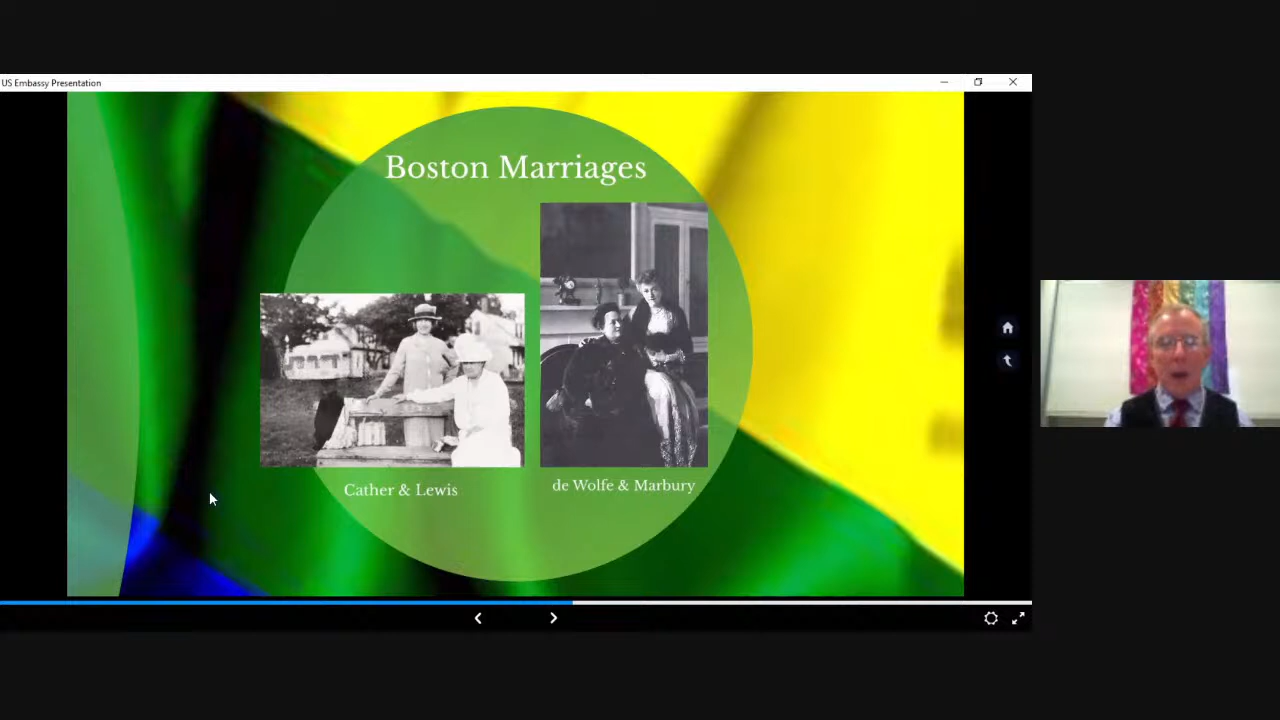 US Embassy Presentation
Boston Marriages
Cather & Lewis
de Wolfe & Marbury